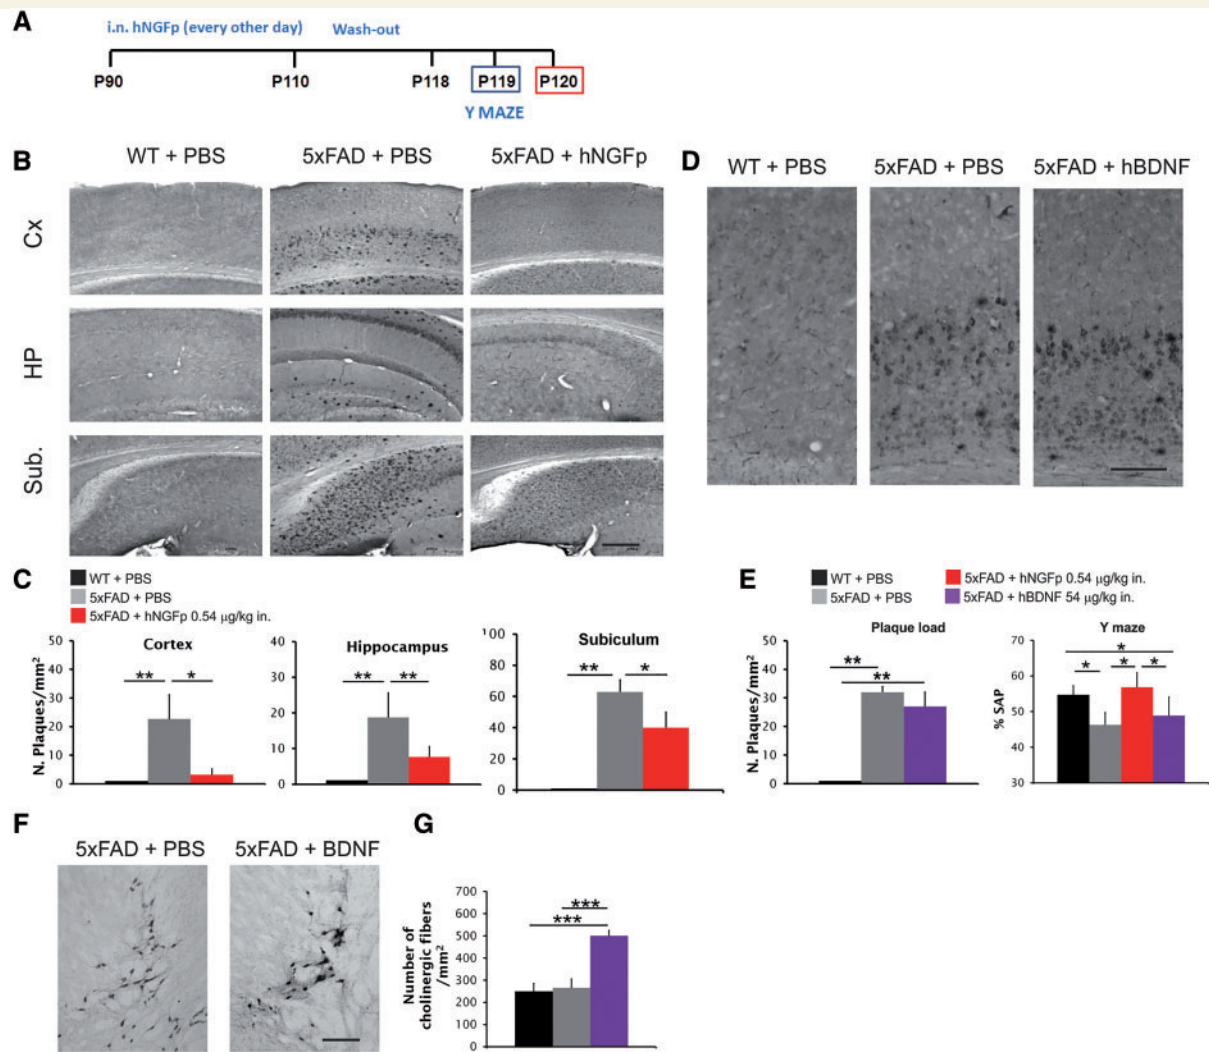 A
i.n. hNGFp (every other day)
Wash-out
P90
P110
P118
P119
P120
Y MAZE
B
WT + PBS
5xFAD + PBS
5xFAD + hNGFp
Cx
HP
Sub.
D
WT + PBS
5xFAD + PBS
5xFAD + hBDNF
C
WT + PBS
5xFAD + PBS
5xFAD + hNGFp 0.54 µg/kg in.
N. Plaques/mm²
50
40
30
20
10
0
Cortex
**
*
40
30
20
10
0
Hippocampus
**
**
100
80
60
40
20
0
Subiculum
**
*
E
WT + PBS
5xFAD + PBS
5xFAD + hNGFp 0.54 µg/kg in.
5xFAD + hBDNF 54 µg/kg in.
Plaque load
N. Plaques/mm²
50
40
30
20
10
0
**
**
Y maze
% SAP
70
60
50
40
30
*
*
*
*
F
5xFAD + PBS
5xFAD + BDNF
G
Number of
cholinergic fibers
/mm²
700
600
500
300
200
100
0
***
***